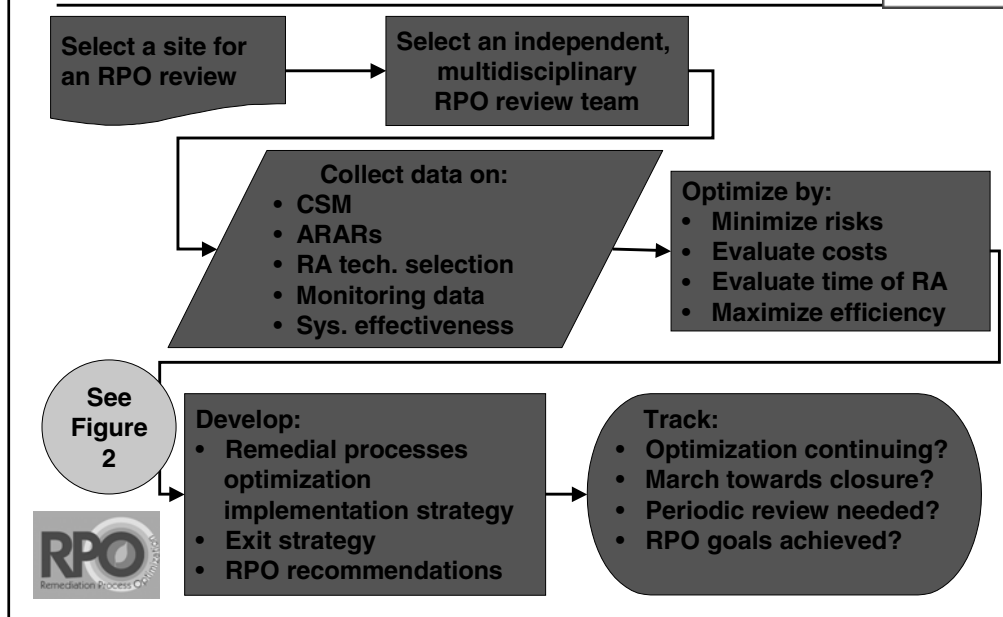 Select a site for
an RPO review
Select an independent,
multidisciplinary
RPO review team
Collect data on:
• CSM
• ARARs
• RA tech. selection
• Monitoring data
• Sys. effectiveness
Optimize by:
• Minimize risks
• Evaluate costs
• Evaluate time of RA
• Maximize efficiency
See
Figure
2
Develop:
• Remedial processes
optimization
implementation strategy
• Exit strategy
• RPO recommendations
Track:
• Optimization continuing?
• March towards closure?
• Periodic review needed?
• RPO goals achieved?
RPO
Remediation Process Optimization